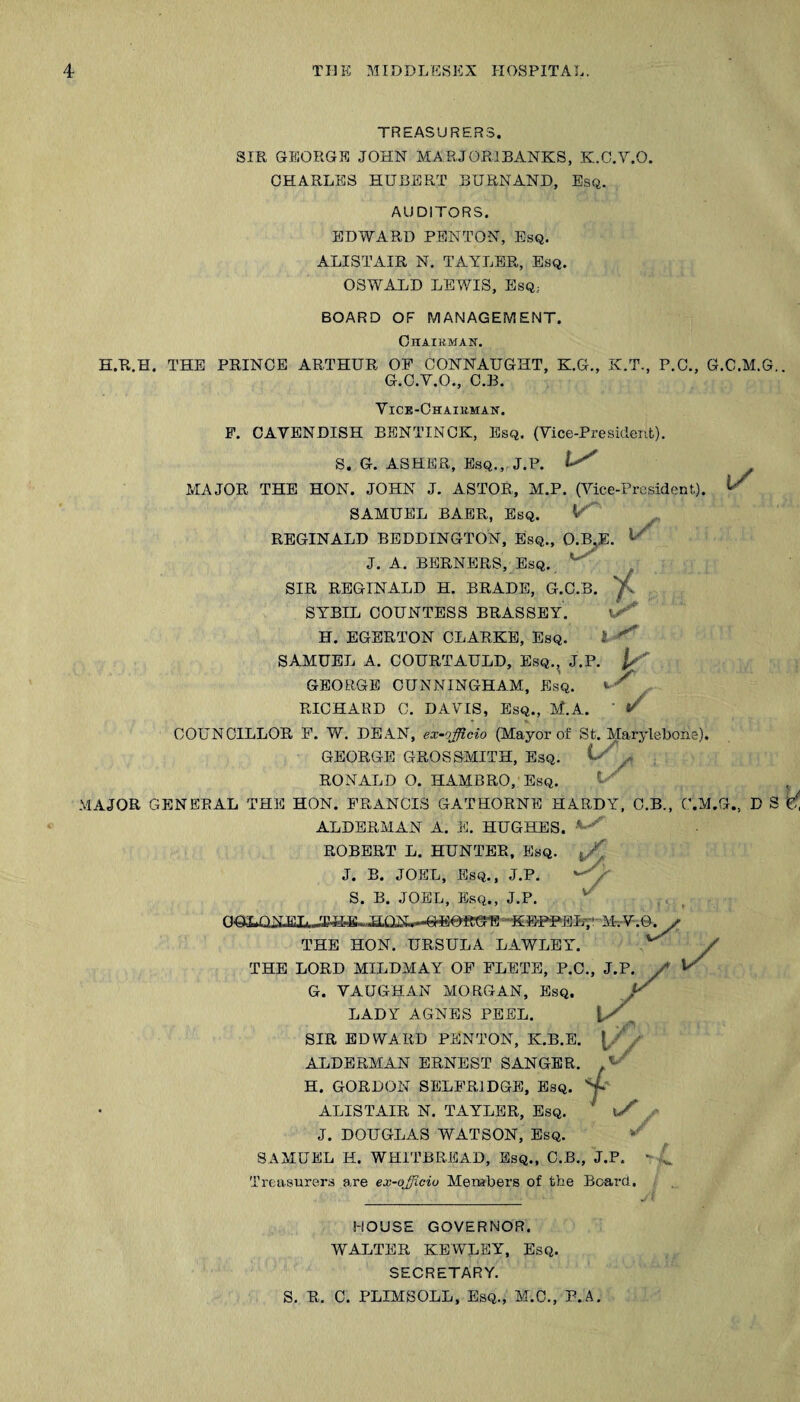 4 THE MIDDLESEX HOSPITAL.
TREASURERS.
SIR GEORGE JOHN MARJORIBANKS, K.C.V.O.
CHARLES HUBERT BURNAND, Esq.
AUDITORS.
EDWARD PENTON, Esq.
ALISTAIR N. TAYLER, Esq.
OSWALD LEWIS, Esq.
BOARD OF MANAGEMENT.
Chairman.
H.R.H. THE PRINCE ARTHUR OF CONNAUGHT, K.G., K.T., P.C., G.C.M.G.,
G.C.V.O., C.B.
Vice-Chairman.
F. CAVENDISH BENTINCK, Esq. (Vice-President).
S. G. ASHER, Esq., J.P. ✓
MAJOR THE HON. JOHN J. ASTOR, M.P. (Vice-President). ✓
SAMUEL BAER, Esq. ✓
REGINALD BEDDINGTON, Esq., O.B.E. ✓
J. A. BERNERS, Esq. ✓
SIR REGINALD H. BRADE, G.C.B. X
SYBIL COUNTESS BRASSEY. ✓
H. EGERTON CLARKE, Esq. ✓
SAMUEL A. COURTAULD, Esq., J.P. ✓
GEORGE CUNNINGHAM, Esq. ✓
RICHARD C. DAVIS, Esq., M.A. ✓
COUNCILLOR F. W. DEAN, ex-officio (Mayor of St. Marylebone).
GEORGE GROSSMITH, Esq. ✓
RONALD O. HAMBRO, Esq. ✓
MAJOR GENERAL THE HON. FRANCIS GATHORNE HARDY, C.B., C.M.G., D S
ALDERMAN A. E. HUGHES. ✓
ROBERT L. HUNTER, Esq. ✓
J. B. JOEL, Esq., J.P. ✓
S. B. JOEL, Esq., J.P. ✓
COLONEL THE HON. GEORGE KEPPEL, M.V.O. ✓
THE HON. URSULA LAWLEY. ✓
THE LORD MILDMAY OF FLETE, P.C., J.P. ✓
G. VAUGHAN MORGAN, Esq. ✓
LADY AGNES PEEL. ✓
SIR EDWARD PENTON, K.B.E. ✓
ALDERMAN ERNEST SANGER. ✓
H. GORDON SELFRIDGE, Esq. X
ALISTAIR N. TAYLER, Esq. ✓
J. DOUGLAS WATSON, Esq. ✓
SAMUEL H. WHITBREAD, Esq., C.B., J.P.
Treasurers are ex-officio Members of the Board.
HOUSE GOVERNOR.
WALTER KEWLEY, Esq.
SECRETARY.
S. R. C. PLIMSOLL, Esq., M.C., B.A.